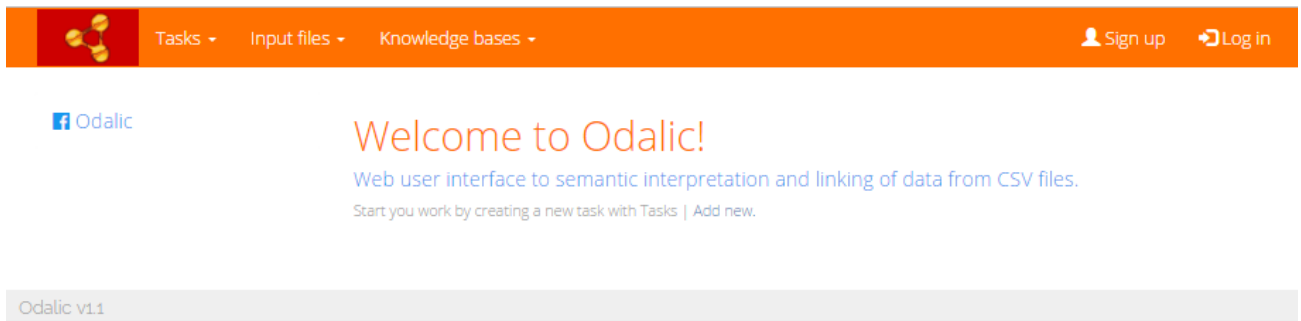 Tasks Input files Knowledge bases Sign up Log in
Odalic
Welcome to Odalic!
Web user interface to semantic interpretation and linking of data from CSV files.
Start you work by creating a new task with Tasks | Add new.
Odalic v1.1